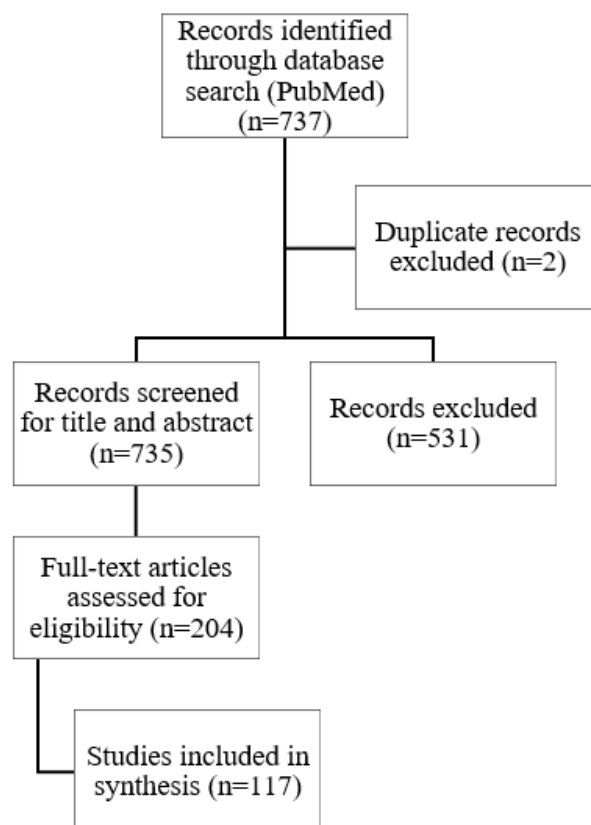 Records identified
through database
search (PubMed)
(n=737)
Duplicate records
excluded (n=2)
Records screened
for title and abstract
(n=735)
Records excluded
(n=531)
Full-text articles
assessed for
eligibility (n=204)
Studies included in
synthesis (n=117)